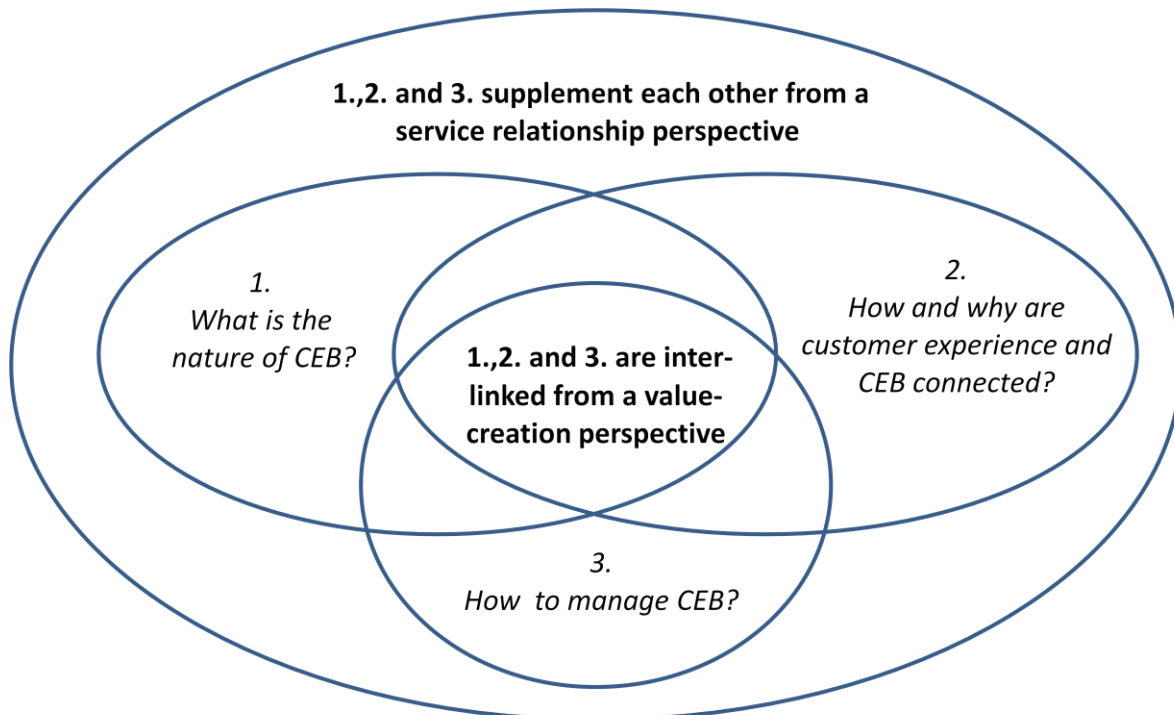 1.,2. and 3. supplement each other from a
service relationship perspective
1.
What is the
nature of CEB?
2.
How and why are
customer experience and
CEB connected?
1.,2. and 3. are inter-
linked from a value-
creation perspective
3.
How  to manage CEB?